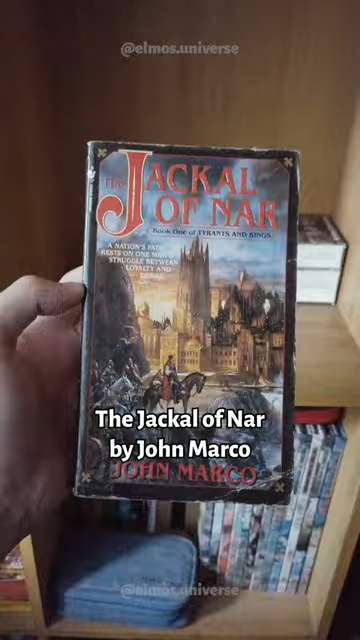 @elmos.universe
THE JACKAL
OF NAR
Book One of TYRANTS AND KINGS
A NATION'S FATE
RESTS ON ONE MAN'S
STRUGGLE BETWEEN
LOYALTY AND
DESIRE
The Jackal of Nar
by John Marco
JOHN MARCO
@elmos.universe